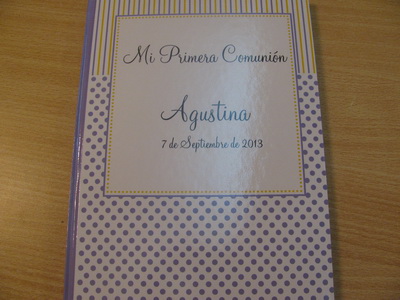 Mi Primera Comunión
Agustina
7 de Septiembre de 2013